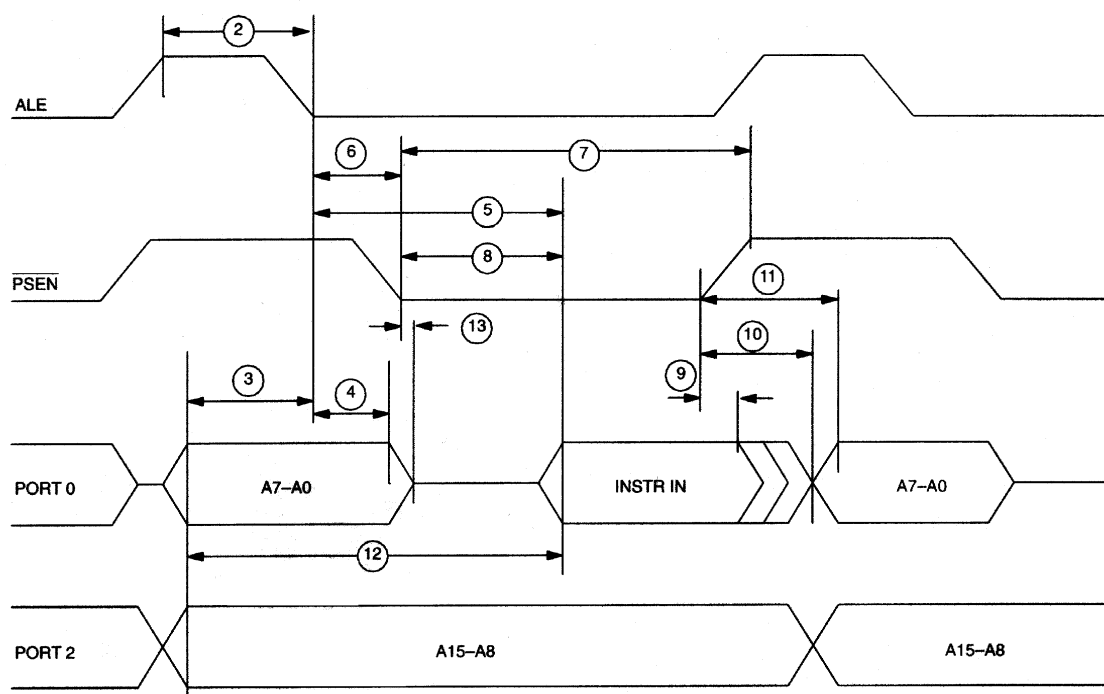 2
ALE
6
7
5
PSEN
8
11
13
10
3
4
9
PORT 0
A7–A0
INSTR IN
A7–A0
12
PORT 2
A15–A8
A15–A8